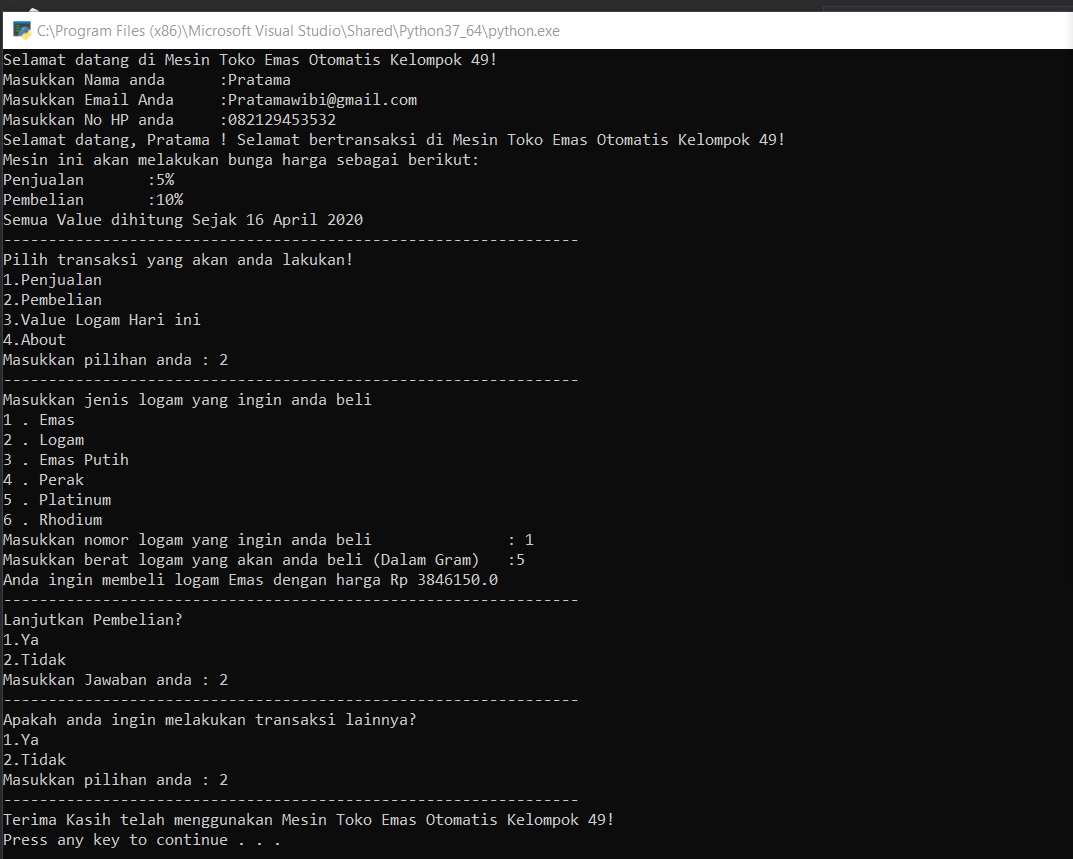 C:\Program Files (x86)\Microsoft Visual Studio\Shared\Python37_64\python.exe
Selamat datang di Mesin Toko Emas Otomatis Kelompok 49!
Masukkan Nama anda      :Pratama
Masukkan Email Anda     :Pratamawibi@gmail.com
Masukkan No HP anda     :082129453532
Selamat datang, Pratama ! Selamat bertransaksi di Mesin Toko Emas Otomatis Kelompok 49!
Mesin ini akan melakukan bunga harga sebagai berikut:
Penjualan       :5%
Pembelian       :10%
Semua Value dihitung Sejak 16 April 2020
----------------------------------------------------------------
Pilih transaksi yang akan anda lakukan!
1.Penjualan
2.Pembelian
3.Value Logam Hari ini
4.About
Masukkan pilihan anda : 2
----------------------------------------------------------------
Masukkan jenis logam yang ingin anda beli
1 . Emas
2 . Logam
3 . Emas Putih
4 . Perak
5 . Platinum
6 . Rhodium
Masukkan nomor logam yang ingin anda beli               : 1
Masukkan berat logam yang akan anda beli (Dalam Gram)   :5
Anda ingin membeli logam Emas dengan harga Rp 3846150.0
----------------------------------------------------------------
Lanjutkan Pembelian?
1.Ya
2.Tidak
Masukkan Jawaban anda : 2
----------------------------------------------------------------
Apakah anda ingin melakukan transaksi lainnya?
1.Ya
2.Tidak
Masukkan pilihan anda : 2
----------------------------------------------------------------
Terima Kasih telah menggunakan Mesin Toko Emas Otomatis Kelompok 49!
Press any key to continue . . .